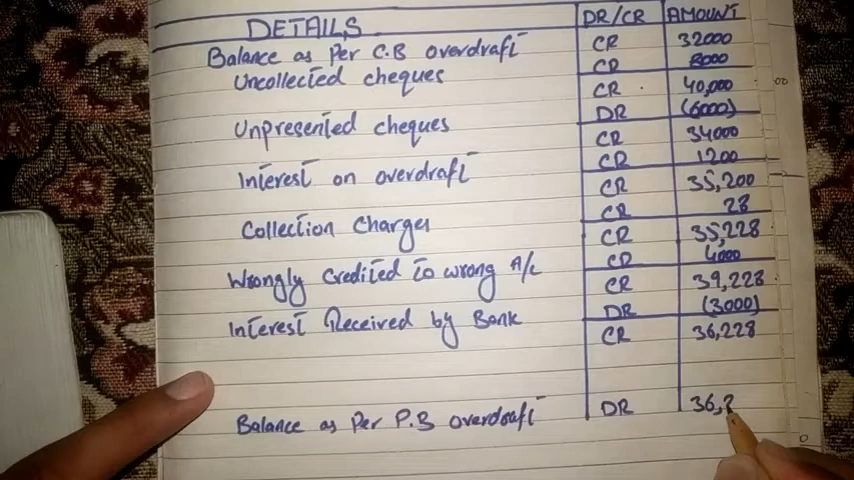 DETAILS DR/CR AMOUNT
Balance as Per C.B overdraft CR 32000
Uncollected cheques CR 8000
CR 40,000
Unpresented cheques DR (6000)
CR 34000
Interest on overdraft CR 1200
CR 35,200
Collection Charges CR 28
CR 35,228
Wrongly Credited to wrong A/c CR 4000
CR 39,228
Interest Received by Bank DR (3000)
CR 36,228
Balance as Per P.B overdraft DR 36,2